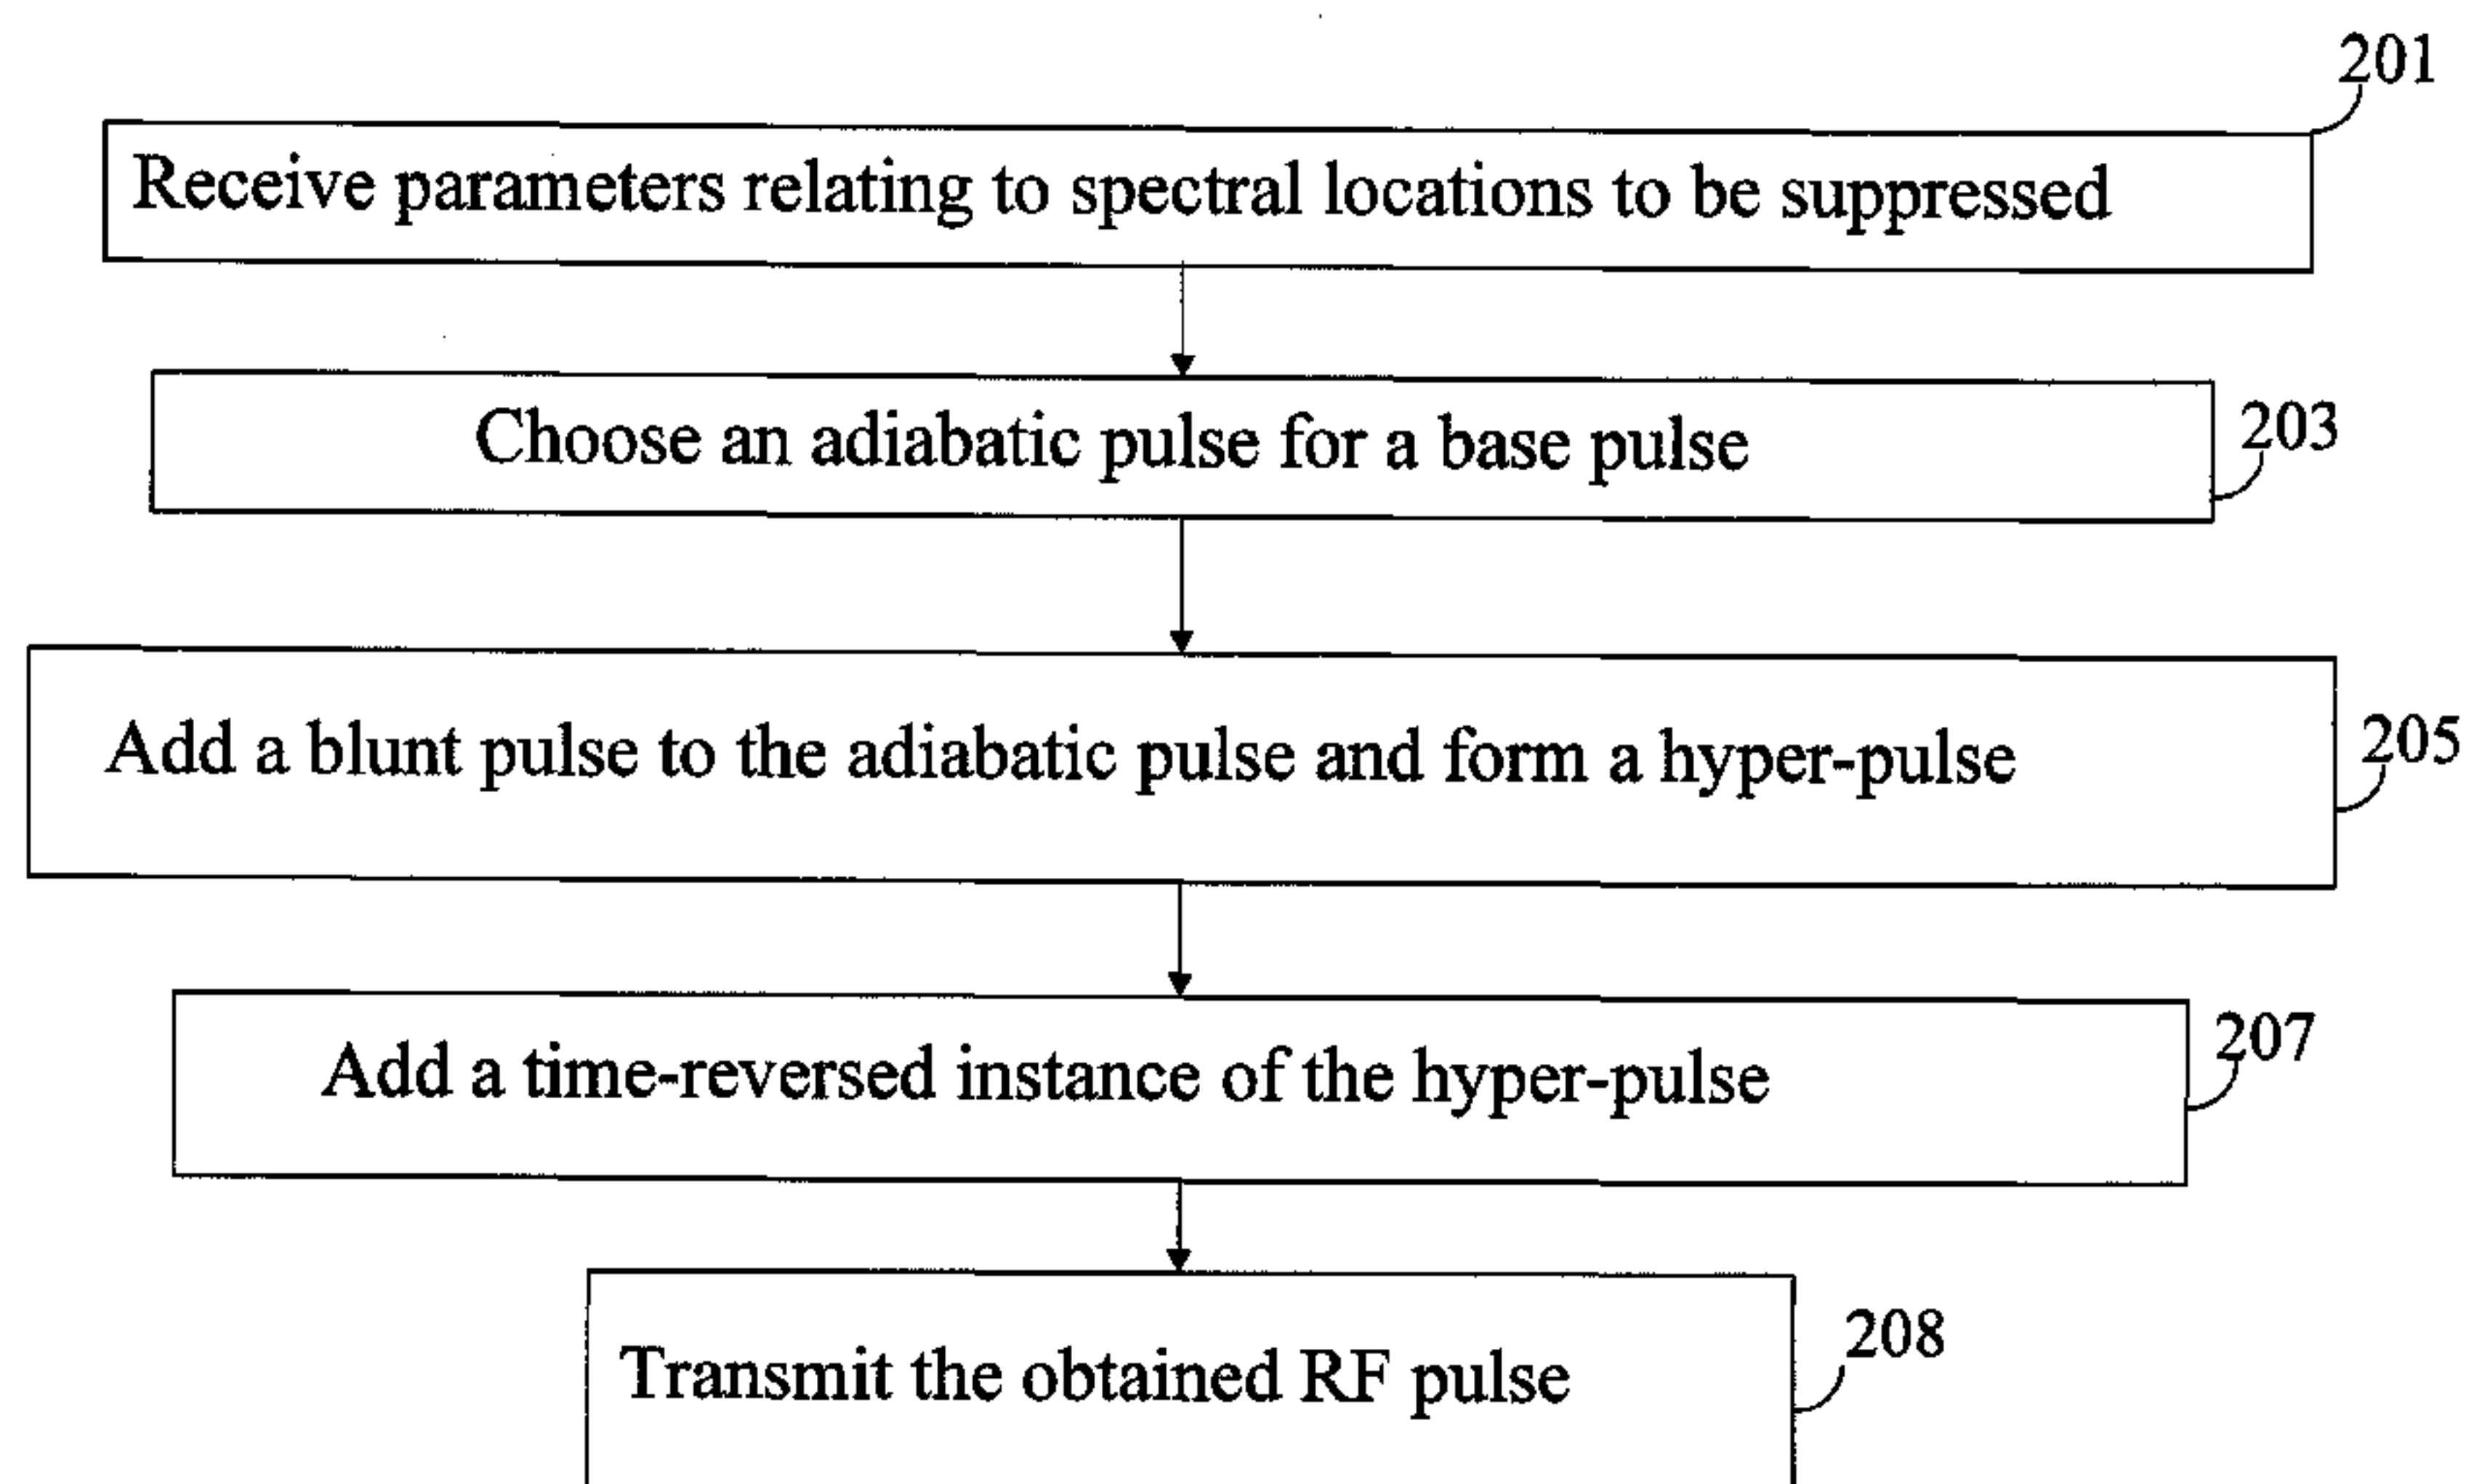 201
Receive parameters relating to spectral locations to be suppressed
Choose an adiabatic pulse for a base pulse
203
Add a blunt pulse to the adiabatic pulse and form a hyper-pulse
205
Add a time-reversed instance of the hyper-pulse
207
Transmit the obtained RF pulse
208